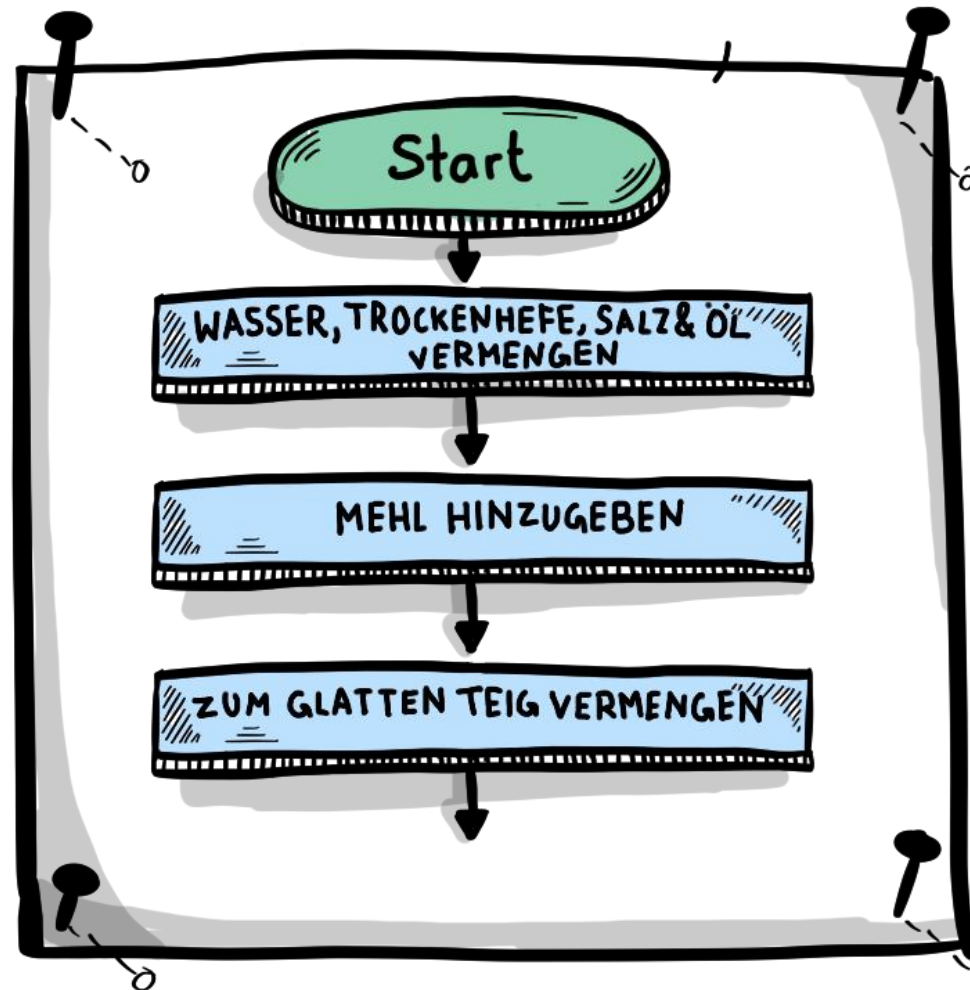 Start
WASSER, TROCKENHEFE, SALZ & ÖL
VERMENGEN
MEHL HINZUGEBEN
ZUM GLATTEN TEIG VERMENGEN